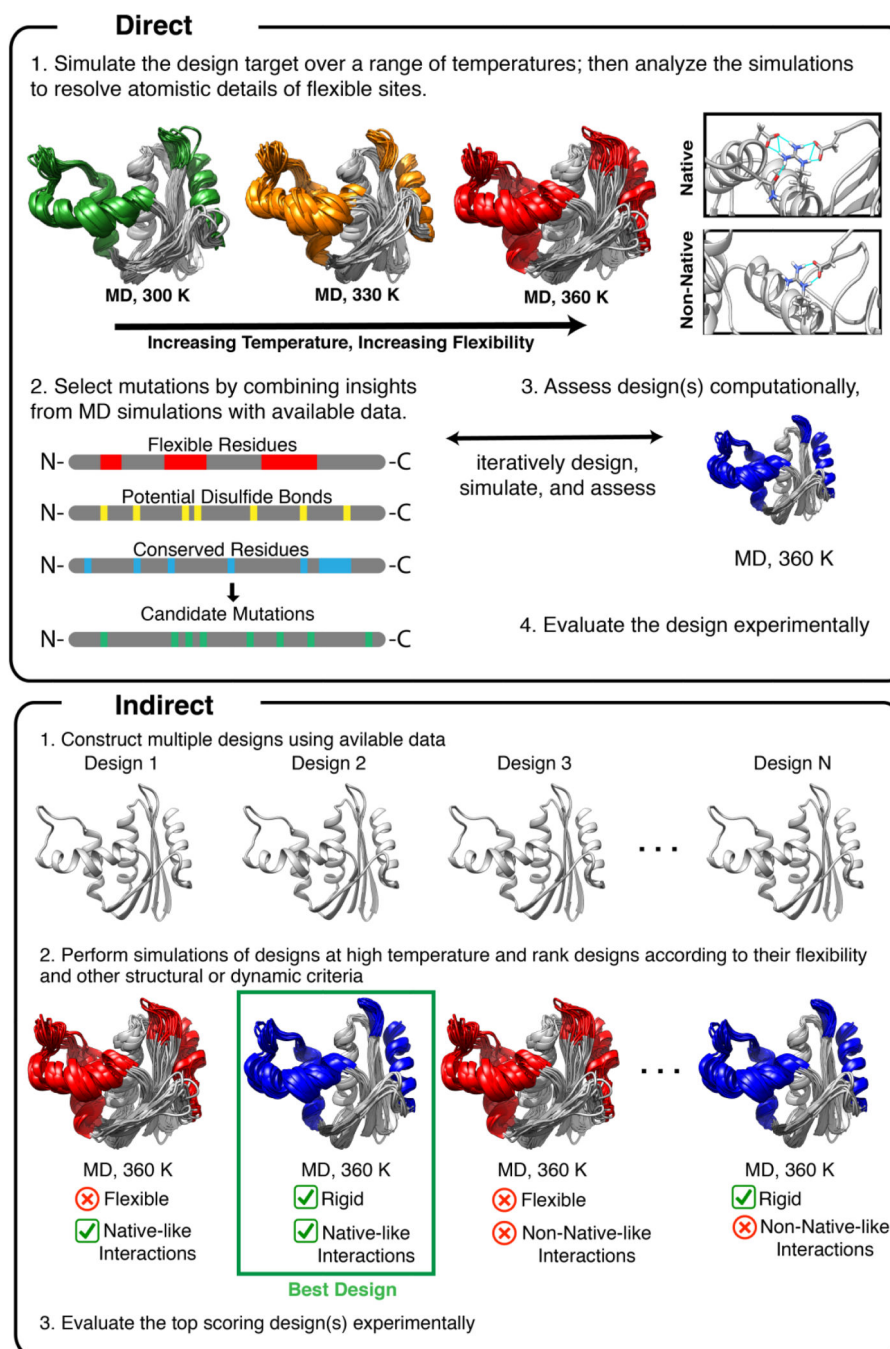 Direct
1. Simulate the design target over a range of temperatures; then analyze the simulations
to resolve atomistic details of flexible sites.
MD, 300 K
MD, 330 K
MD, 360 K
Native
Non-Native
Increasing Temperature, Increasing Flexibility
2. Select mutations by combining insights
from MD simulations with available data.
Flexible Residues
N-
-C
Potential Disulfide Bonds
N-
-C
Conserved Residues
N-
-C
Candidate Mutations
N-
-C
3. Assess design(s) computationally,
iteratively design,
simulate, and assess
MD, 360 K
4. Evaluate the design experimentally
Indirect
1. Construct multiple designs using avilable data
Design 1
Design 2
Design 3
Design N
. . .
2. Perform simulations of designs at high temperature and rank designs according to their flexibility
and other structural or dynamic criteria
. . .
MD, 360 K
Flexible
Native-like
Interactions
MD, 360 K
Rigid
Native-like
Interactions
Best Design
MD, 360 K
Flexible
Non-Native-like
Interactions
MD, 360 K
Rigid
Non-Native-like
Interactions
3. Evaluate the top scoring design(s) experimentally